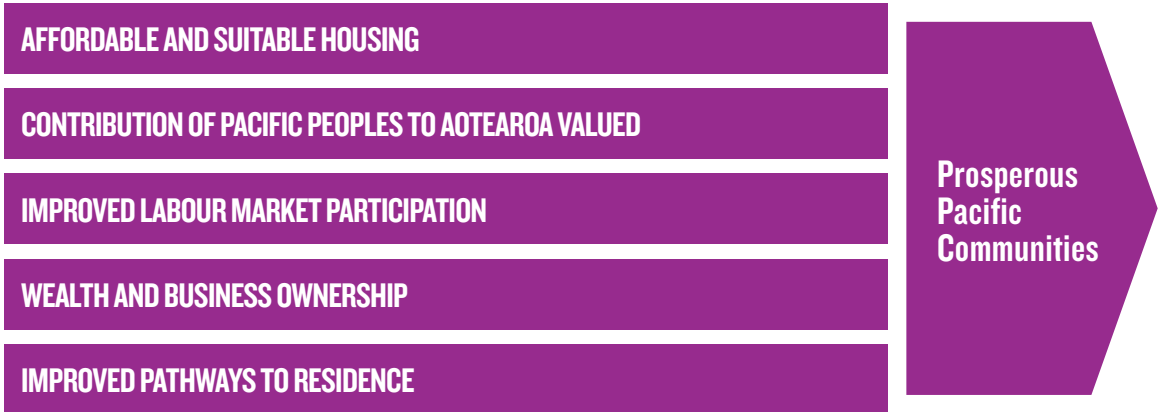 AFFORDABLE AND SUITABLE HOUSING
CONTRIBUTION OF PACIFIC PEOPLES TO AOTEAROA VALUED
IMPROVED LABOUR MARKET PARTICIPATION
WEALTH AND BUSINESS OWNERSHIP
IMPROVED PATHWAYS TO RESIDENCE
Prosperous
Pacific
Communities